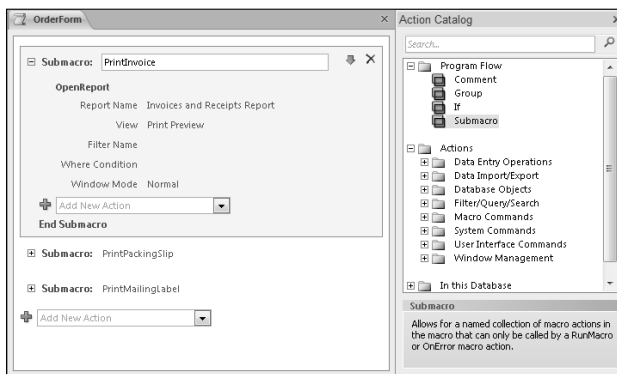 OrderForm
Submacro: PrintInvoice
OpenReport
Report Name Invoices and Receipts Report
View Print Preview
Filter Name
Where Condition
Window Mode Normal
Add New Action
End Submacro
Submacro: PrintPackingSlip
Submacro: PrintMailingLabel
Add New Action
Action Catalog
Search...
Program Flow
Comment
Group
If
Submacro
Actions
Data Entry Operations
Data Import/Export
Database Objects
Filter/Query/Search
Macro Commands
System Commands
User Interface Commands
Window Management
In this Database
Submacro
Allows for a named collection of macro actions in
the macro that can only be called by a RunMacro
or OnError macro action.